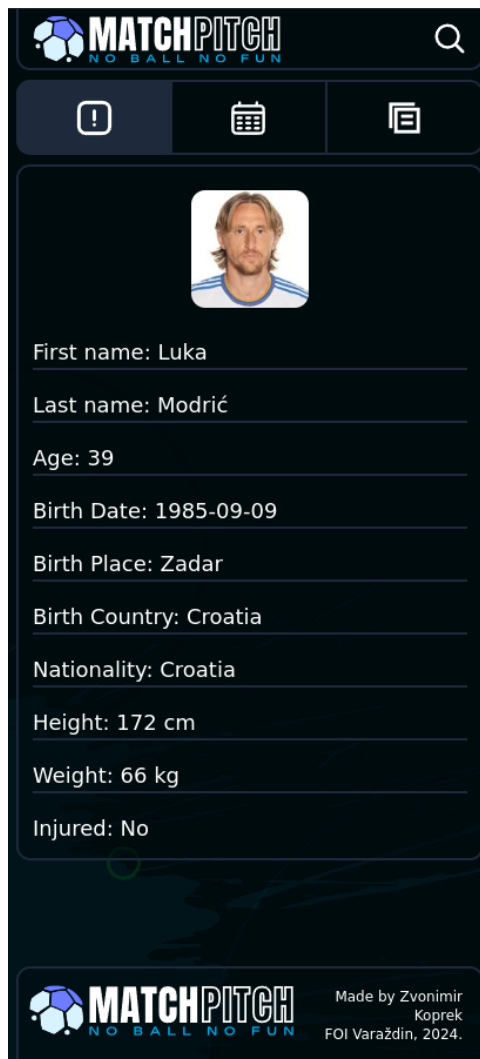 MATCHPITCH
NO BALL NO FUN
First name: Luka
Last name: Modrić
Age: 39
Birth Date: 1985-09-09
Birth Place: Zadar
Birth Country: Croatia
Nationality: Croatia
Height: 172 cm
Weight: 66 kg
Injured: No
MATCHPITCH
NO BALL NO FUN
Made by Zvonimir
Koprek
FOI Varaždin, 2024.